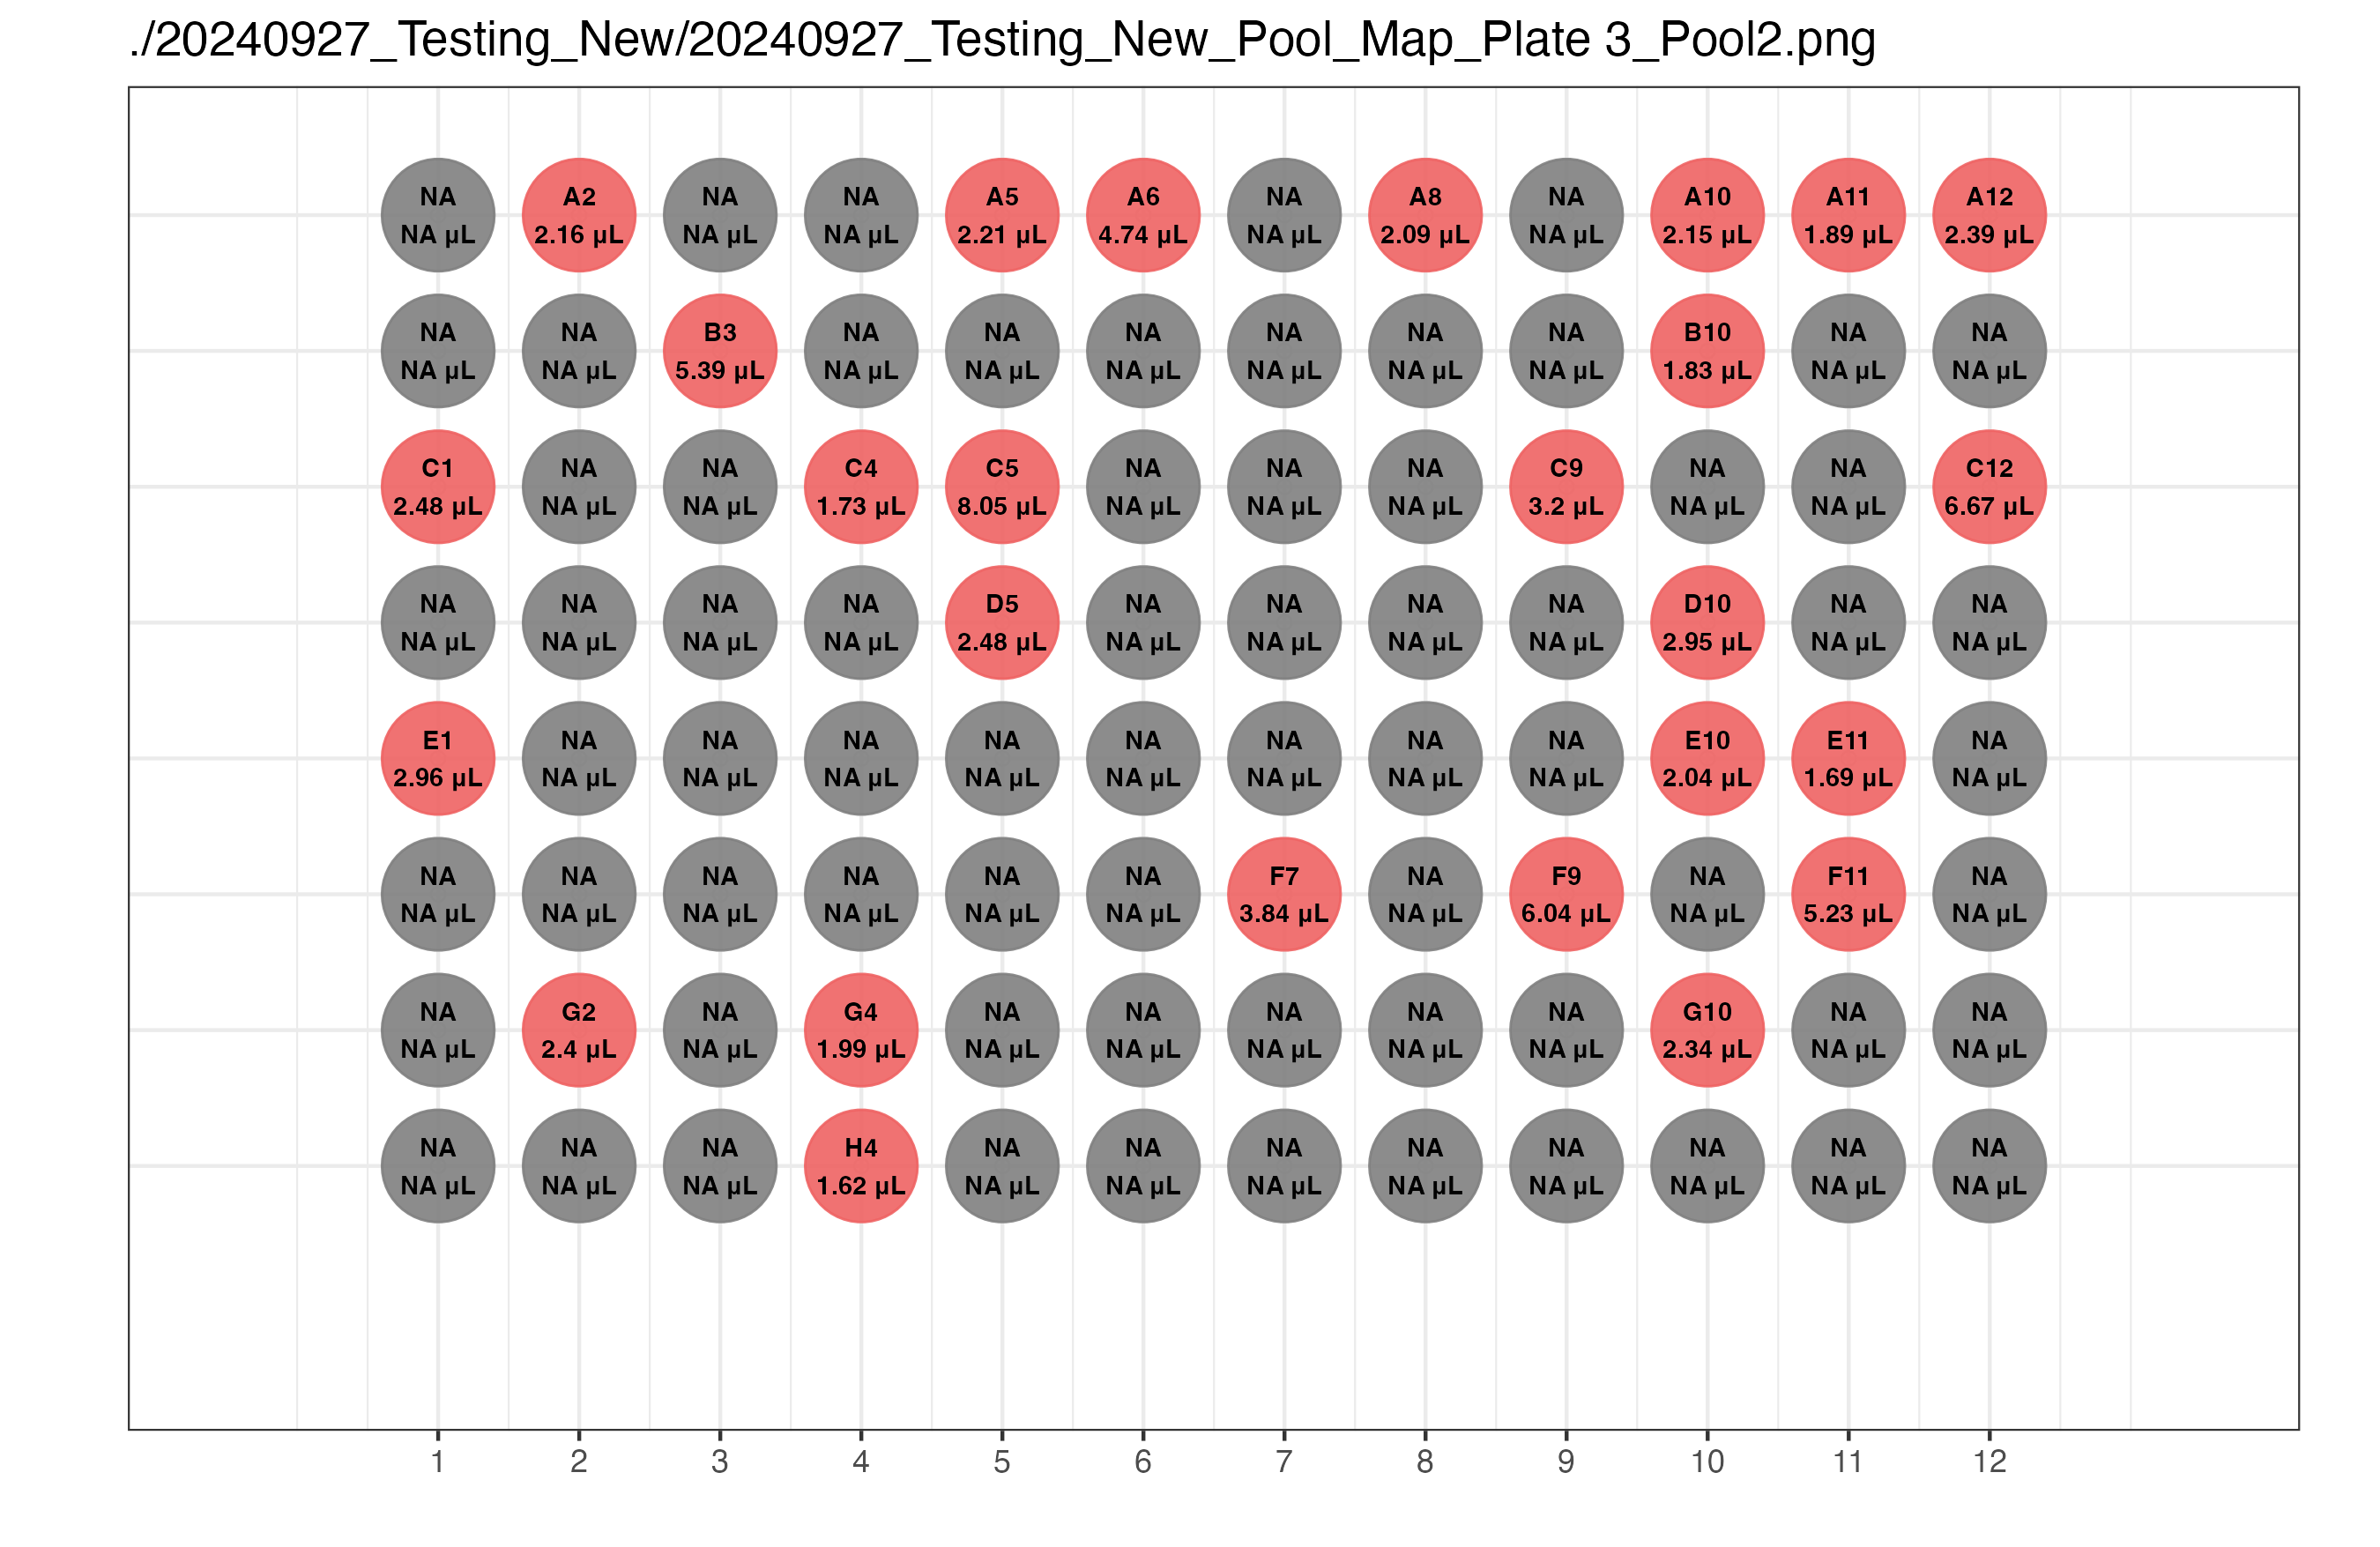 ./20240927_Testing_New/20240927_Testing_New_Pool_Map_Plate 3_Pool2.png
NA A2 NA NA A5 A6 NA A8 NA A10 A11 A12
NA µL 2.16 µL NA µL NA µL 2.21 µL 4.74 µL NA µL 2.09 µL NA µL 2.15 µL 1.89 µL 2.39 µL
NA NA B3 NA NA NA NA NA NA B10 NA NA
NA µL NA µL 5.39 µL NA µL NA µL NA µL NA µL NA µL NA µL 1.83 µL NA µL NA µL
C1 NA NA C4 C5 NA NA NA C9 NA NA C12
2.48 µL NA µL NA µL 1.73 µL 8.05 µL NA µL NA µL NA µL 3.2 µL NA µL NA µL 6.67 µL
NA NA NA NA D5 NA NA NA NA D10 NA NA
NA µL NA µL NA µL NA µL 2.48 µL NA µL NA µL NA µL NA µL 2.95 µL NA µL NA µL
E1 NA NA NA NA NA NA NA NA E10 E11 NA
2.96 µL NA µL NA µL NA µL NA µL NA µL NA µL NA µL NA µL 2.04 µL 1.69 µL NA µL
NA NA NA NA NA NA F7 NA F9 NA F11 NA
NA µL NA µL NA µL NA µL NA µL NA µL 3.84 µL NA µL 6.04 µL NA µL 5.23 µL NA µL
NA G2 NA G4 NA NA NA NA NA G10 NA NA
NA µL 2.4 µL NA µL 1.99 µL NA µL NA µL NA µL NA µL NA µL 2.34 µL NA µL NA µL
NA NA NA H4 NA NA NA NA NA NA NA NA
NA µL NA µL NA µL 1.62 µL NA µL NA µL NA µL NA µL NA µL NA µL NA µL NA µL
1 2 3 4 5 6 7 8 9 10 11 12